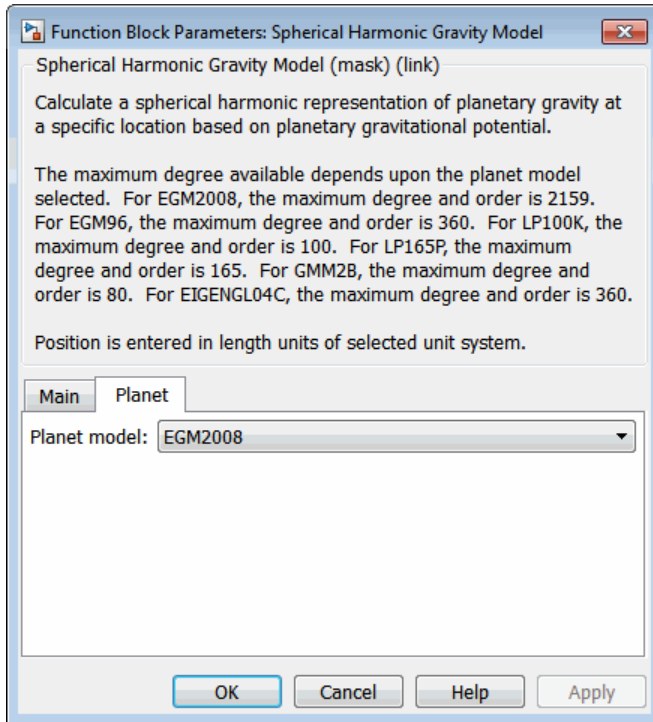 Function Block Parameters: Spherical Harmonic Gravity Model
Spherical Harmonic Gravity Model (mask) (link)
Calculate a spherical harmonic representation of planetary gravity at
a specific location based on planetary gravitational potential.
The maximum degree available depends upon the planet model
selected.  For EGM2008, the maximum degree and order is 2159.
For EGM96, the maximum degree and order is 360.  For LP100K, the
maximum degree and order is 100.  For LP165P, the maximum
degree and order is 165.  For GMM2B, the maximum degree and
order is 80.  For EIGENGL04C, the maximum degree and order is 360.
Position is entered in length units of selected unit system.
Main Planet
Planet model: EGM2008
OK Cancel Help Apply